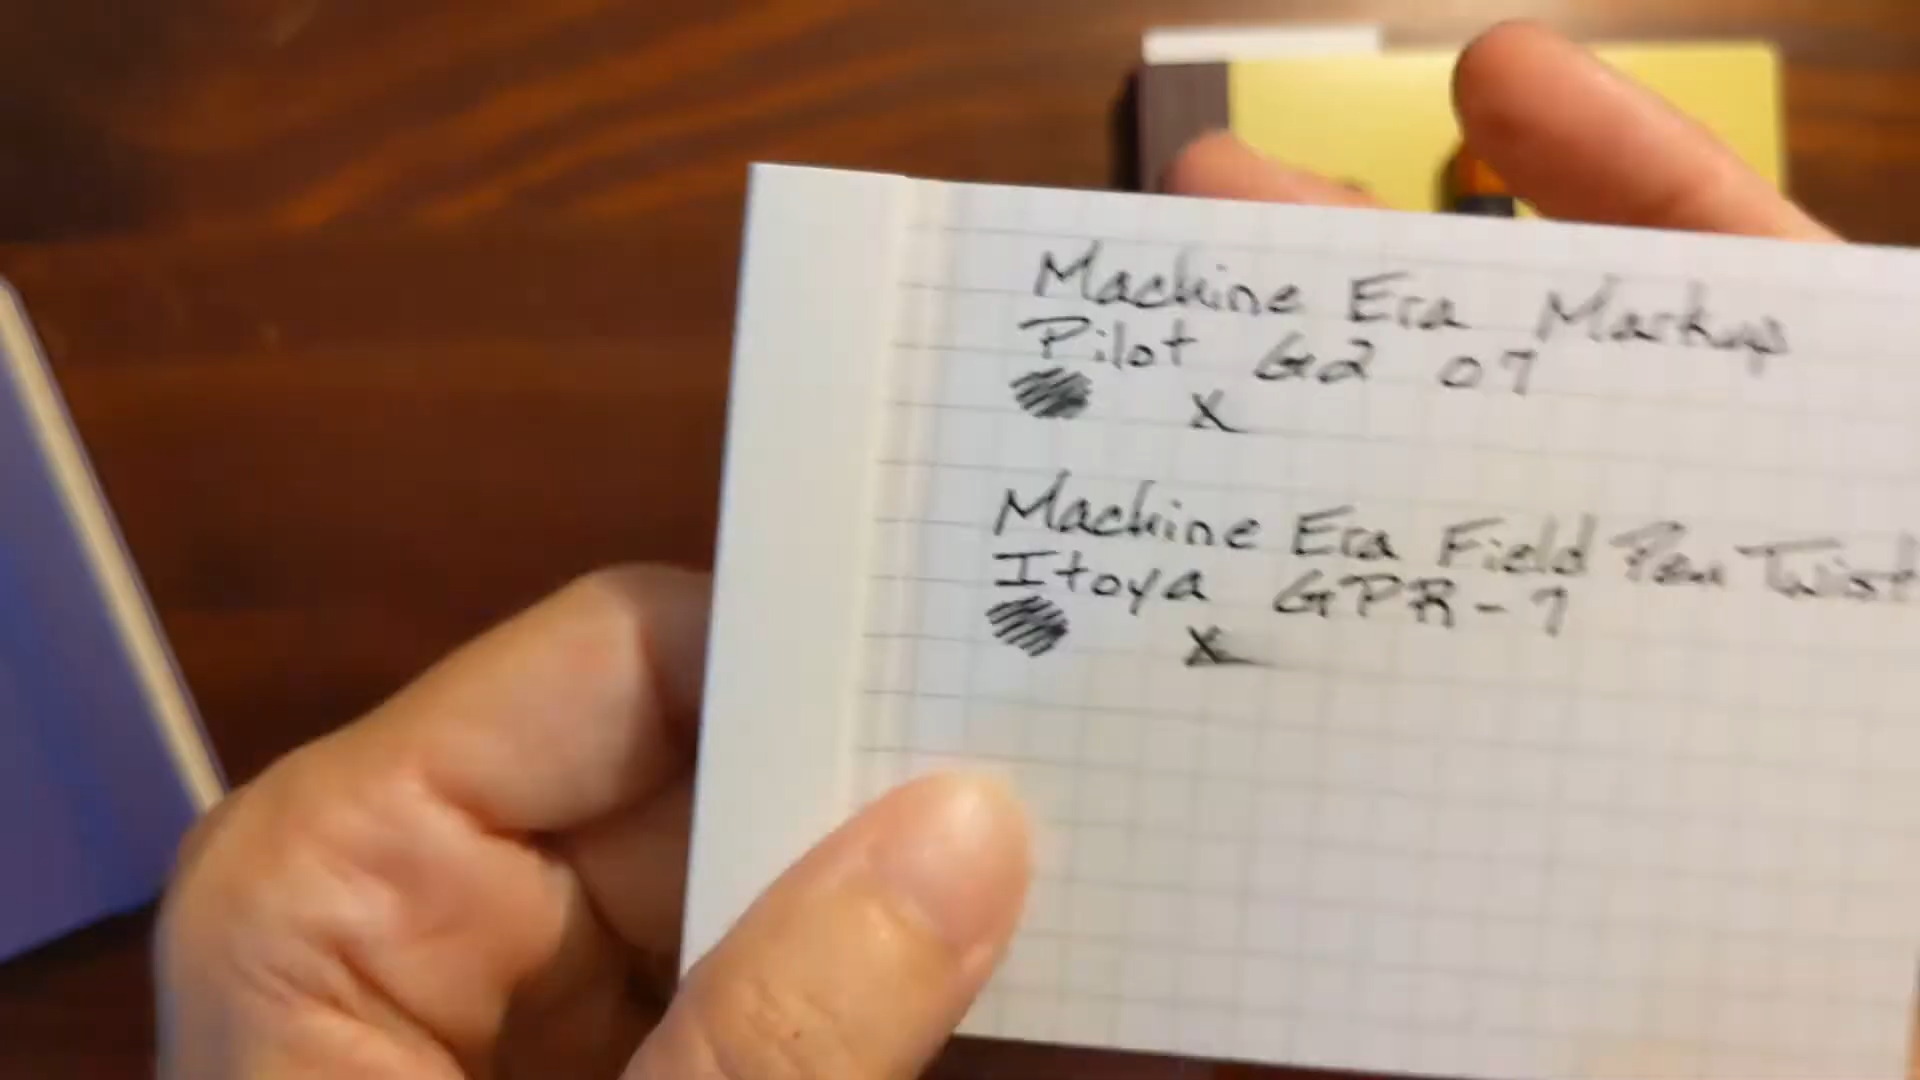 Machine Era Markup
Pilot G2 07
X
Machine Era Field Pen Twist
Itoya GPR-7
X